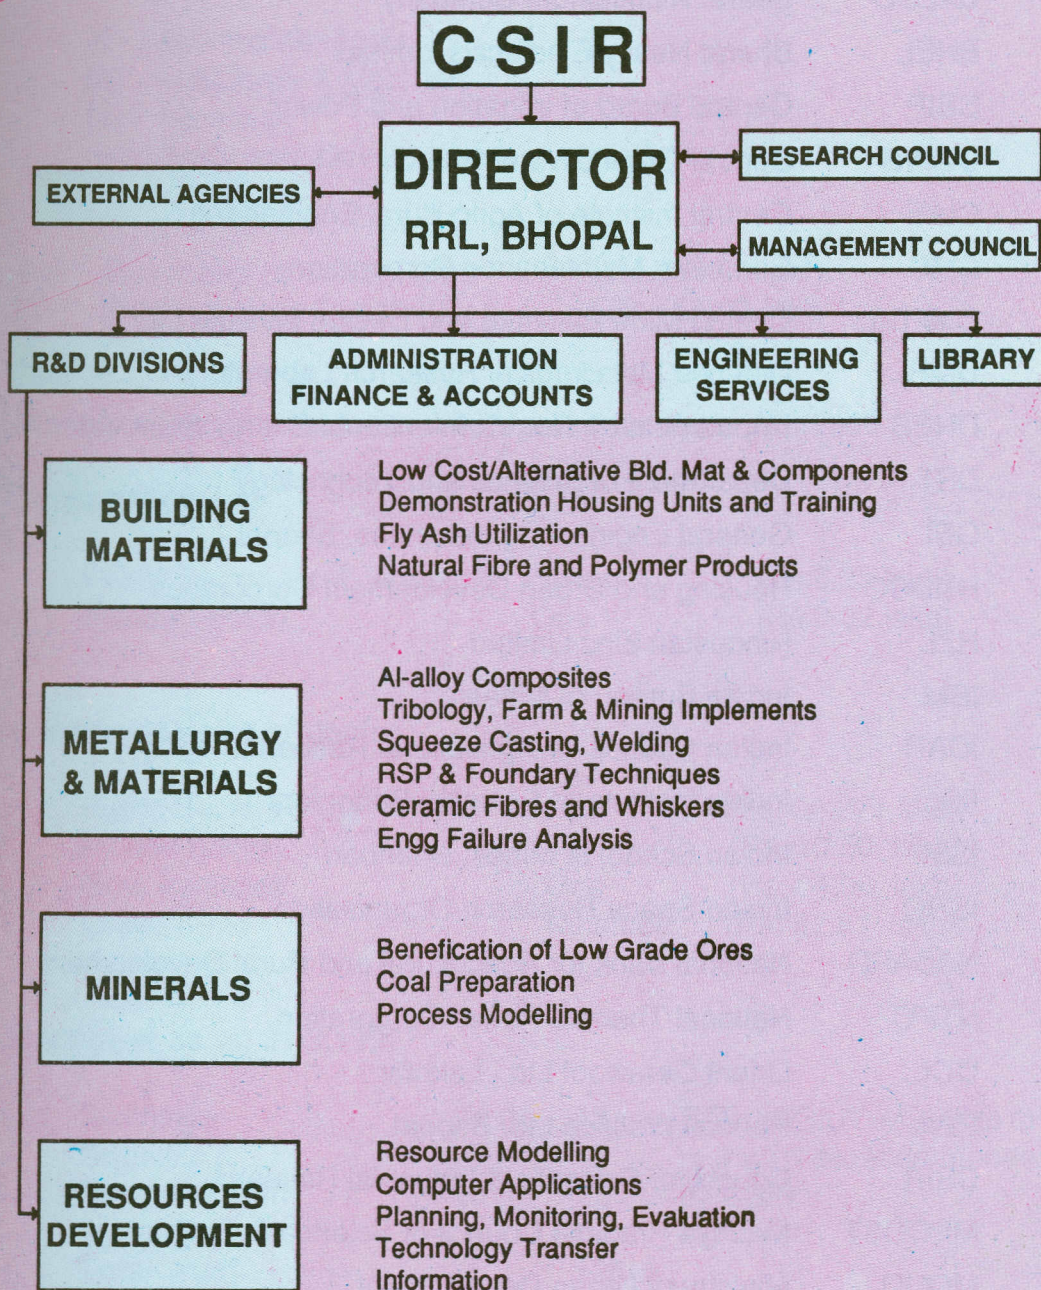 CSIR
DIRECTOR
RRL, BHOPAL
EXTERNAL AGENCIES
RESEARCH COUNCIL
MANAGEMENT COUNCIL
R&D DIVISIONS
ADMINISTRATION
FINANCE & ACCOUNTS
ENGINEERING
SERVICES
LIBRARY
BUILDING
MATERIALS
Low Cost/Alternative Bld. Mat & Components
Demonstration Housing Units and Training
Fly Ash Utilization
Natural Fibre and Polymer Products
METALLURGY
& MATERIALS
Al-alloy Composites
Tribology, Farm & Mining Implements
Squeeze Casting, Welding
RSP & Foundary Techniques
Ceramic Fibres and Whiskers
Engg Failure Analysis
MINERALS
Benefication of Low Grade Ores
Coal Preparation
Process Modelling
RESOURCES
DEVELOPMENT
Resource Modelling
Computer Applications
Planning, Monitoring, Evaluation
Technology Transfer
Information